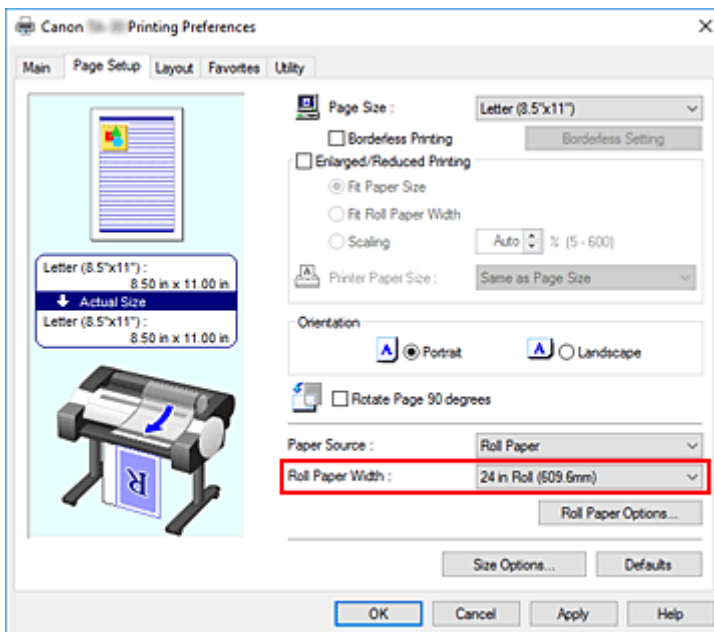 Canon Printing Preferences
Main Page Setup Layout Favorites Utility
Page Size : Letter (8.5"x11")
Borderless Printing Borderless Setting
Enlarged/Reduced Printing
Fit Paper Size
Fit Roll Paper Width
Scaling Auto % (5 - 600)
Printer Paper Size : Same as Page Size
Letter (8.5"x11") :
8.50 in x 11.00 in
Actual Size
Letter (8.5"x11") :
8.50 in x 11.00 in
Orientation
A Portrait A Landscape
Rotate Page 90 degrees
Paper Source : Roll Paper
Roll Paper Width : 24 in Roll (609.6mm)
Roll Paper Options...
R
Size Options... Defaults
OK Cancel Apply Help